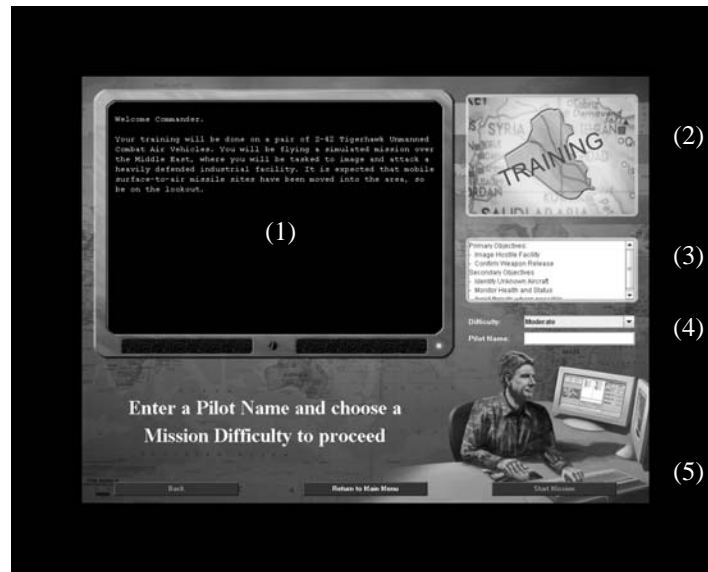 Welcome Commander.
Your training will be done on a pair of Z-42 Tigerhawk Unmanned
Combat Air Vehicles. You will be flying a simulated mission over
the Middle East, where you will be tasked to image and attack a
heavily defended industrial facility. It is expected that mobile
surface-to-air missile sites have been moved into the area, so
be on the lookout.
(1)
SYRIA
TEHRAN
TRAINING
SAUDI ARABIA
(2)
Primary Objectives:
- Image Hostile Facility
- Confirm Weapon Release
Secondary Objectives
- Identify Unknown Aircraft
- Monitor Health and Status
(3)
Difficulty: Moderate
Pilot Name:
(4)
Enter a Pilot Name and choose a
Mission Difficulty to proceed
Back
Return to Main Menu
Start Mission
(5)